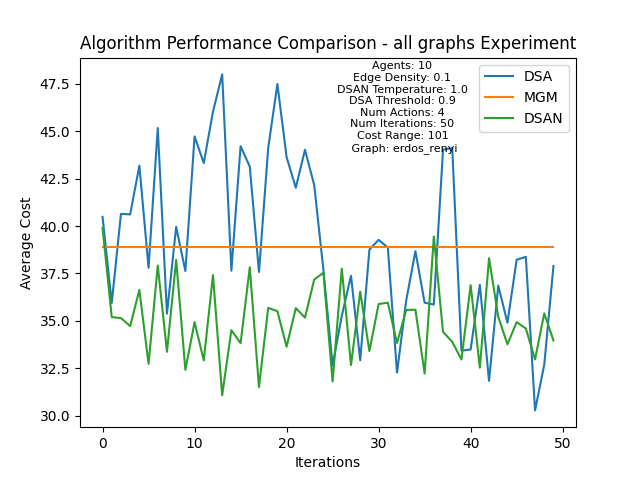 Algorithm Performance Comparison - all graphs Experiment
Agents: 10
Edge Density: 0.1
DSAN Temperature: 1.0
DSA Threshold: 0.9
Num Actions: 4
Num Iterations: 50
Cost Range: 101
Graph: erdos_renyi
DSA
MGM
DSAN
Average Cost
47.5
45.0
42.5
40.0
37.5
35.0
32.5
30.0
0 10 20 30 40 50
Iterations